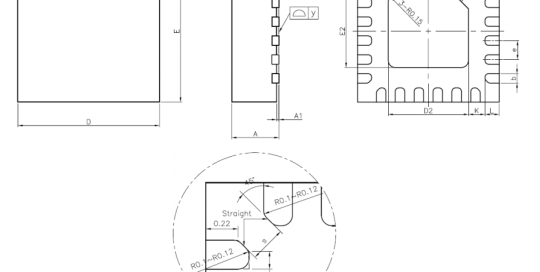 E
y
E2
3-R0.15
e
b
D
A1
A
D2
K
L
45°
R0.1~R0.12
Straight
0.22
a
R0.1~R0.12